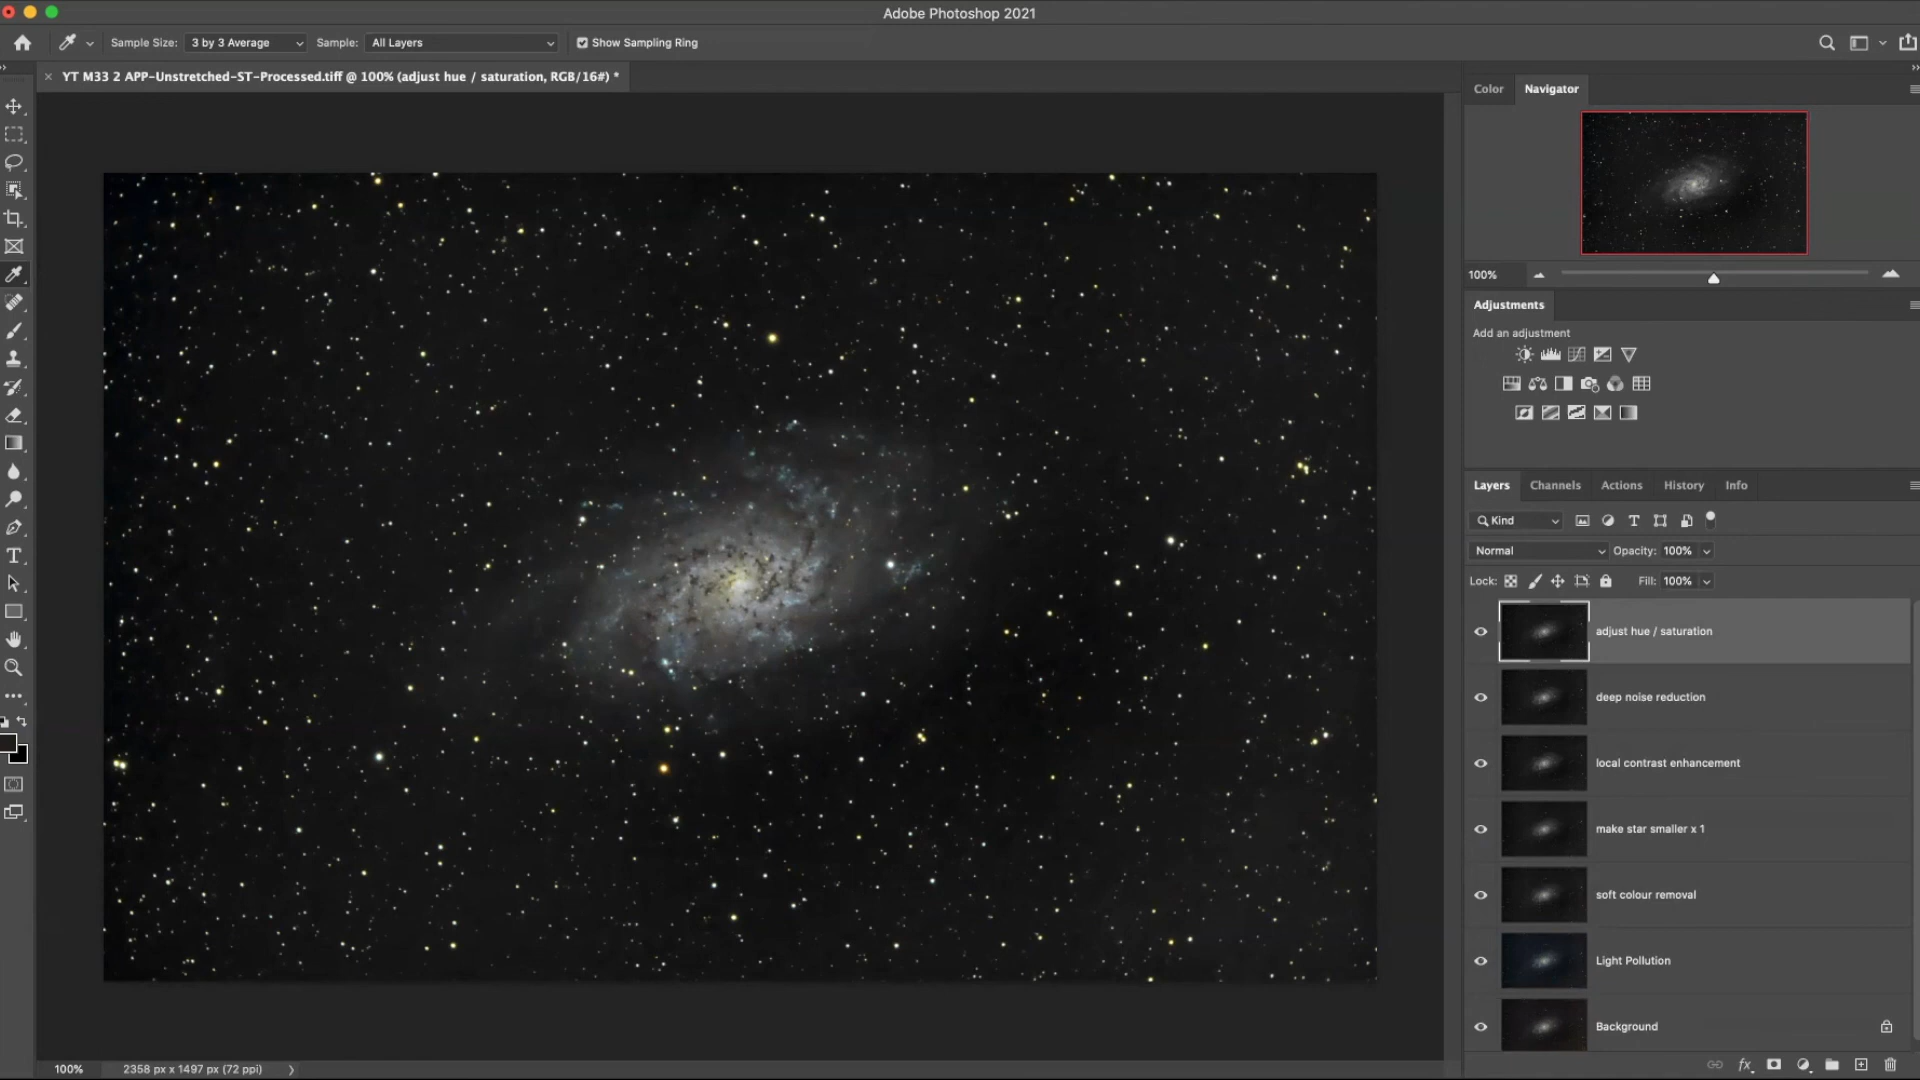 Adobe Photoshop 2021
Sample Size: 3 by 3 Average Sample: All Layers Show Sampling Ring
YT M33 2 APP-Unstretched-ST-Processed.tiff @ 100% (adjust hue / saturation, RGB/16#) *
Color Navigator
100%
Adjustments
Add an adjustment
Layers Channels Actions History Info
Kind
Normal Opacity: 100%
Lock: Fill: 100%
adjust hue / saturation
deep noise reduction
local contrast enhancement
make star smaller x 1
soft colour removal
Light Pollution
Background
100% 2358 px x 1497 px (72 ppi)